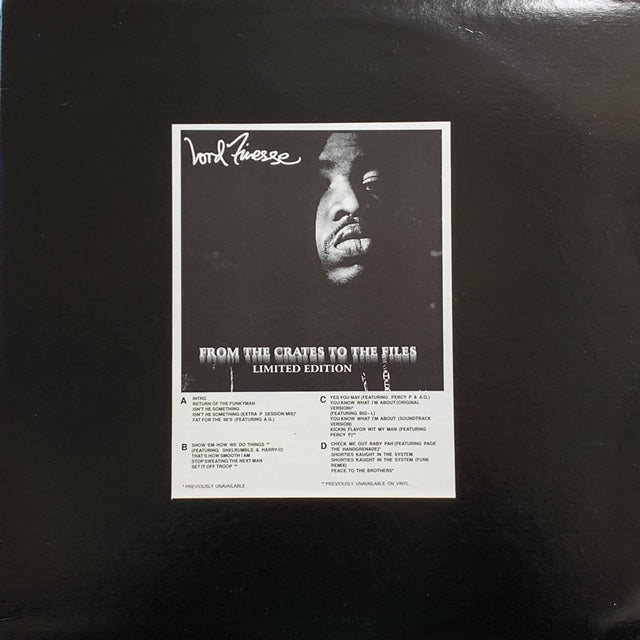 Lord Finesse
FROM THE CRATES TO THE FILES
LIMITED EDITION
A
INTRO
RETURN OF THE FUNKYMAN
ISN'T HE SOMETHING
ISN'T HE SOMETHING (EXTRA P SESSION MIX)*
FAT FOR THE 90'S (FEATURING A.G.)
B
SHOW 'EM HOW WE DO THINGS **
(FEATURING SHELRUMBLE & HARRY-O)
THAT'S HOW SMOOTH I AM
STOP SWEATING THE NEXT MAN
SET IT OFF TROOP **
* PREVIOUSLY UNAVAILABLE
C
YES YOU MAY (FEATURING PERCY P & A.G.)
YOU KNOW WHAT I'M ABOUT (ORIGINAL
VERSION)*
(FEATURING BIG - L)
YOU KNOW WHAT I'M ABOUT (SOUNDTRACK
VERSION)
KICKIN FLAVOR WIT MY MAN (FEATURING
PERCY P)**
D
CHECK ME OUT BABY PAH (FEATURING PAGE
THE HANDGRENADE)*
SHORTIES KAUGHT IN THE SYSTEM
SHORTIES KAUGHT IN THE SYSTEM (FUNK
REMIX)
PEACE TO THE BROTHERS*
** PREVIOUSLY UNAVAILABLE ON VINYL